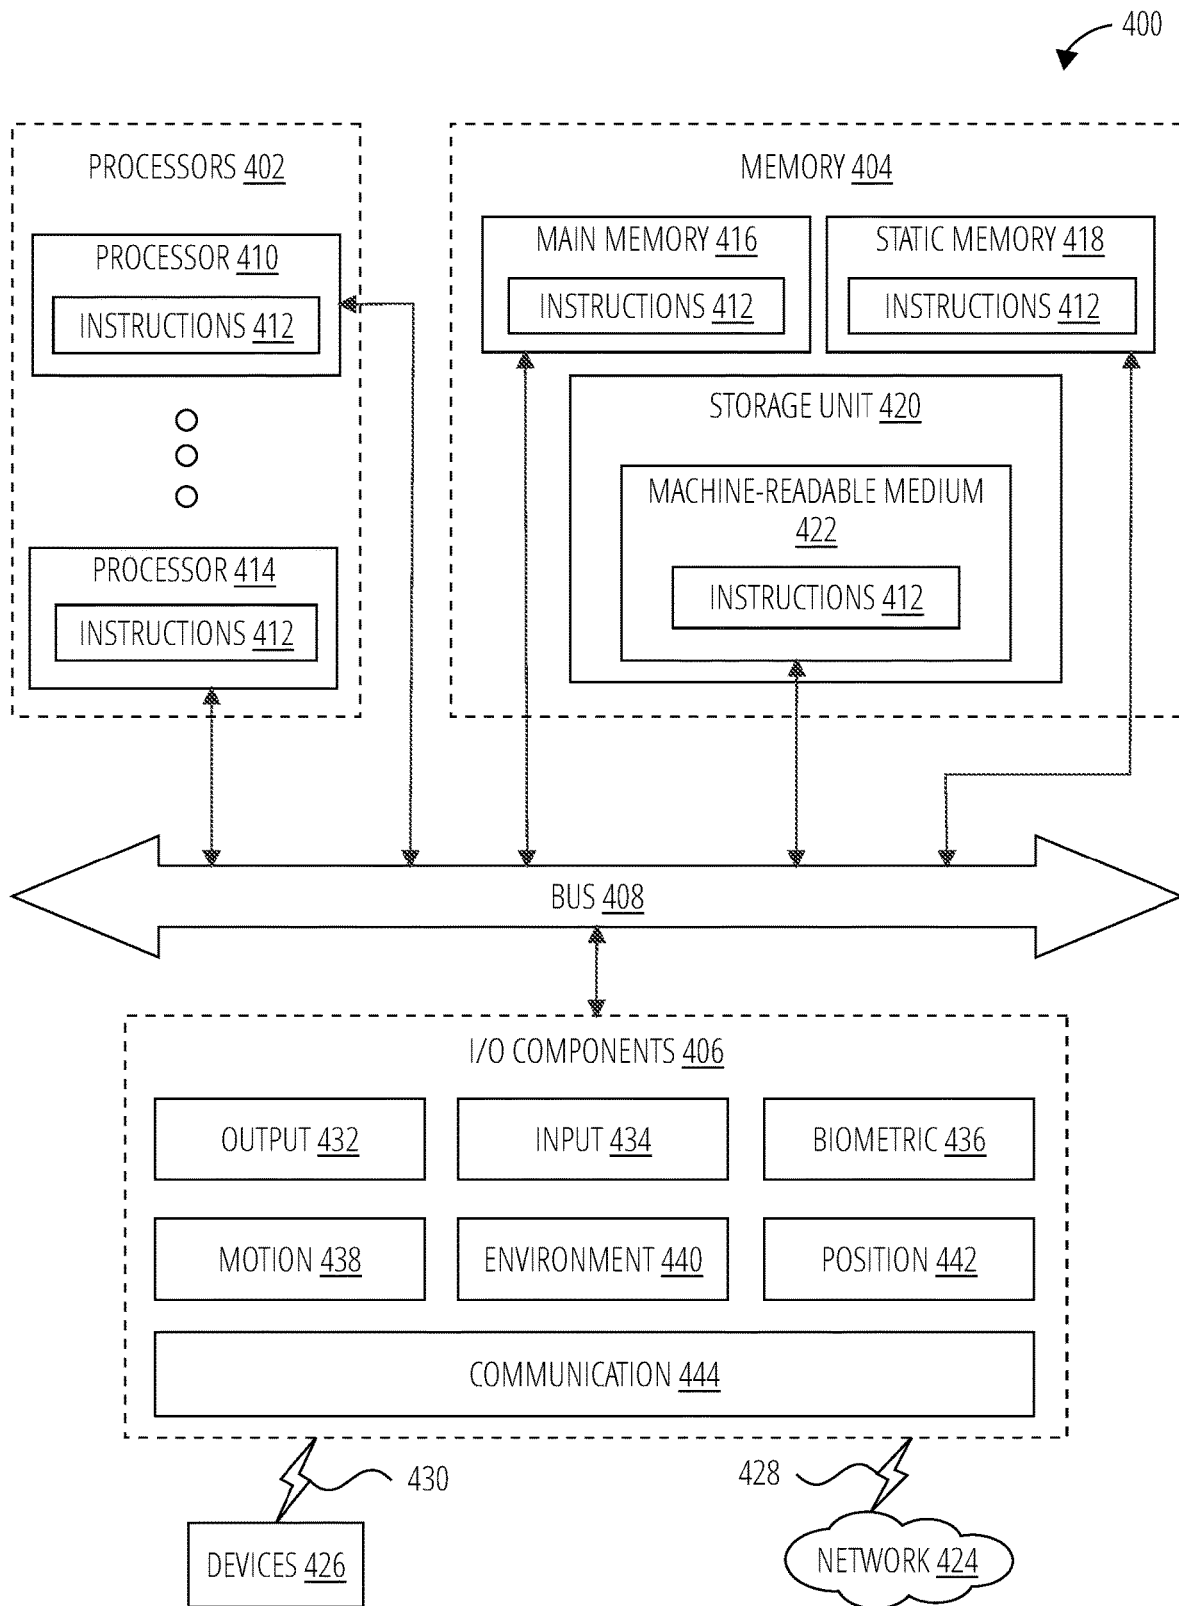 400
PROCESSORS 402
PROCESSOR 410
INSTRUCTIONS 412
PROCESSOR 414
INSTRUCTIONS 412
MEMORY 404
MAIN MEMORY 416
INSTRUCTIONS 412
STATIC MEMORY 418
INSTRUCTIONS 412
STORAGE UNIT 420
MACHINE-READABLE MEDIUM
422
INSTRUCTIONS 412
BUS 408
I/O COMPONENTS 406
OUTPUT 432
INPUT 434
BIOMETRIC 436
MOTION 438
ENVIRONMENT 440
POSITION 442
COMMUNICATION 444
430
428
DEVICES 426
NETWORK 424